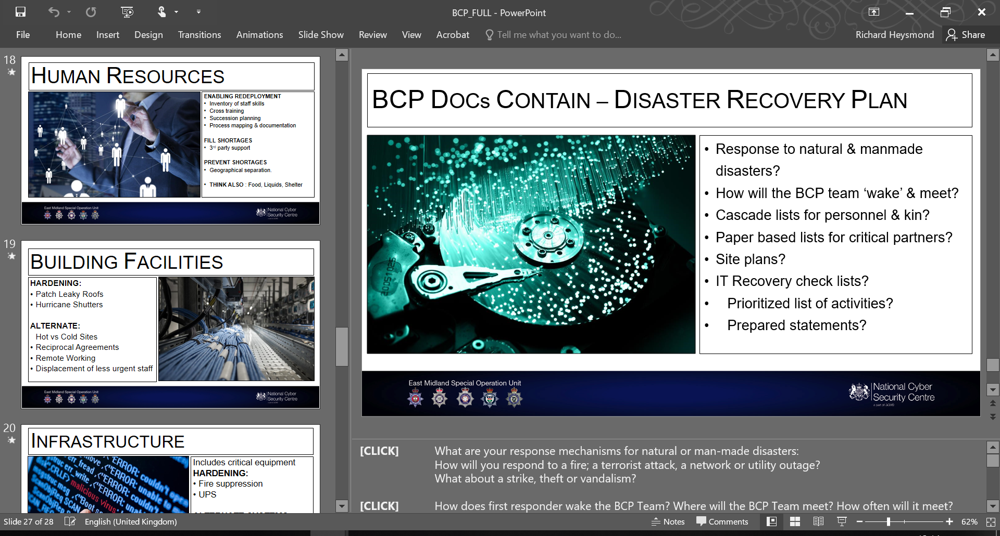 BCP_FULL - PowerPoint
File Home Insert Design Transitions Animations Slide Show Review View Acrobat Tell me what you want to do... Richard Heysmond Share
18
HUMAN RESOURCES
ENABLING REDEPLOYMENT
• Inventory of staff skills
• Cross training
• Succession planning
• Process mapping & documentation
FILL SHORTAGES
• 3rd party support
PREVENT SHORTAGES
• Geographical separation.
• THINK ALSO : Food, Liquids, Shelter
East Midland Special Operation Unit
National Cyber
Security Centre
19
BUILDING FACILITIES
HARDENING:
• Patch Leaky Roofs
• Hurricane Shutters
ALTERNATE:
Hot vs Cold Sites
• Reciprocal Agreements
• Remote Working
• Displacement of less urgent staff
East Midland Special Operation Unit
National Cyber
Security Centre
20
INFRASTRUCTURE
Includes critical equipment
HARDENING:
• Fire suppression
• UPS
malicious virus
BCP DOCs CONTAIN – DISASTER RECOVERY PLAN
• Response to natural & manmade
disasters?
• How will the BCP team ‘wake’ & meet?
• Cascade lists for personnel & kin?
• Paper based lists for critical partners?
• Site plans?
• IT Recovery check lists?
• Prioritized list of activities?
• Prepared statements?
East Midland Special Operation Unit
National Cyber
Security Centre
a part of GCHQ
[CLICK] What are your response mechanisms for natural or man-made disasters:
How will you respond to a fire; a terrorist attack, a network or utility outage?
What about a strike, theft or vandalism?
[CLICK] How does first responder wake the BCP Team? Where will the BCP Team meet? How often will it meet?
Slide 27 of 28 English (United Kingdom) Notes Comments 62%